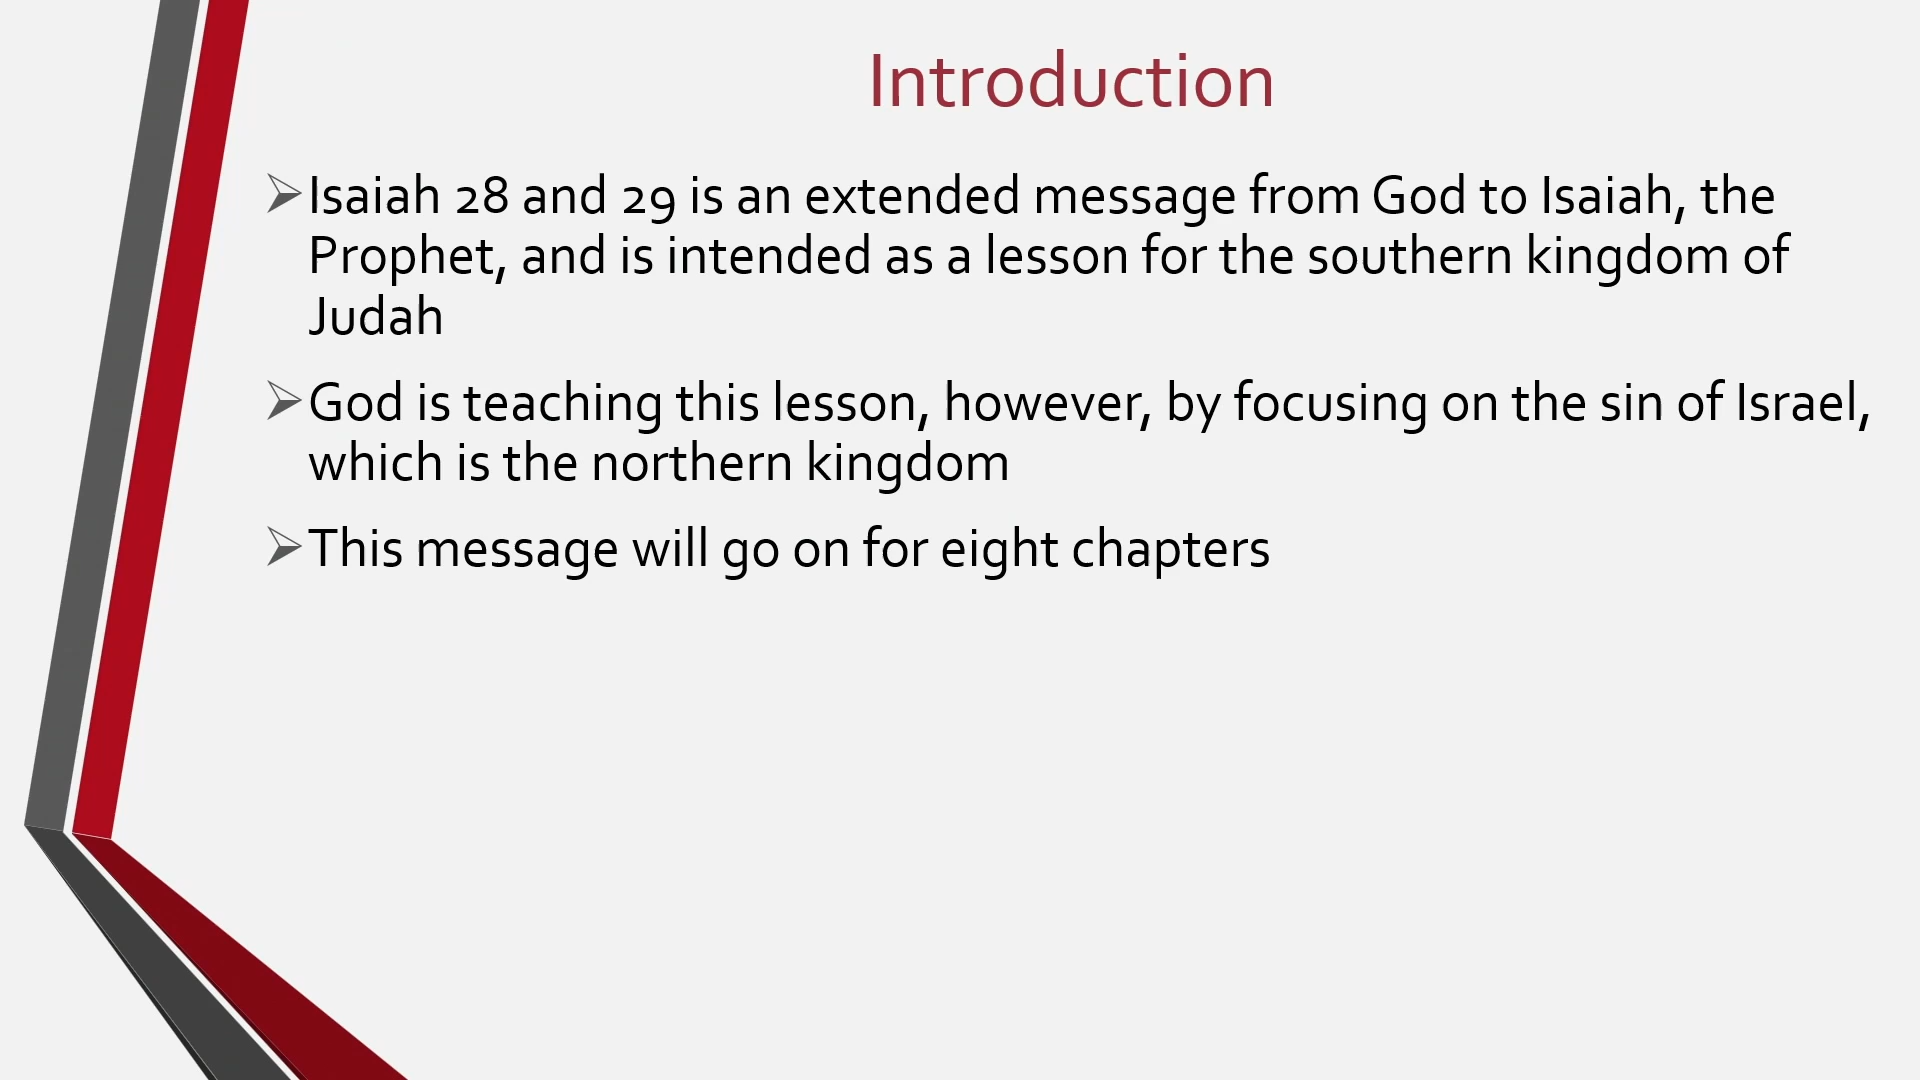 Introduction
Isaiah 28 and 29 is an extended message from God to Isaiah, the
Prophet, and is intended as a lesson for the southern kingdom of
Judah
God is teaching this lesson, however, by focusing on the sin of Israel,
which is the northern kingdom
This message will go on for eight chapters